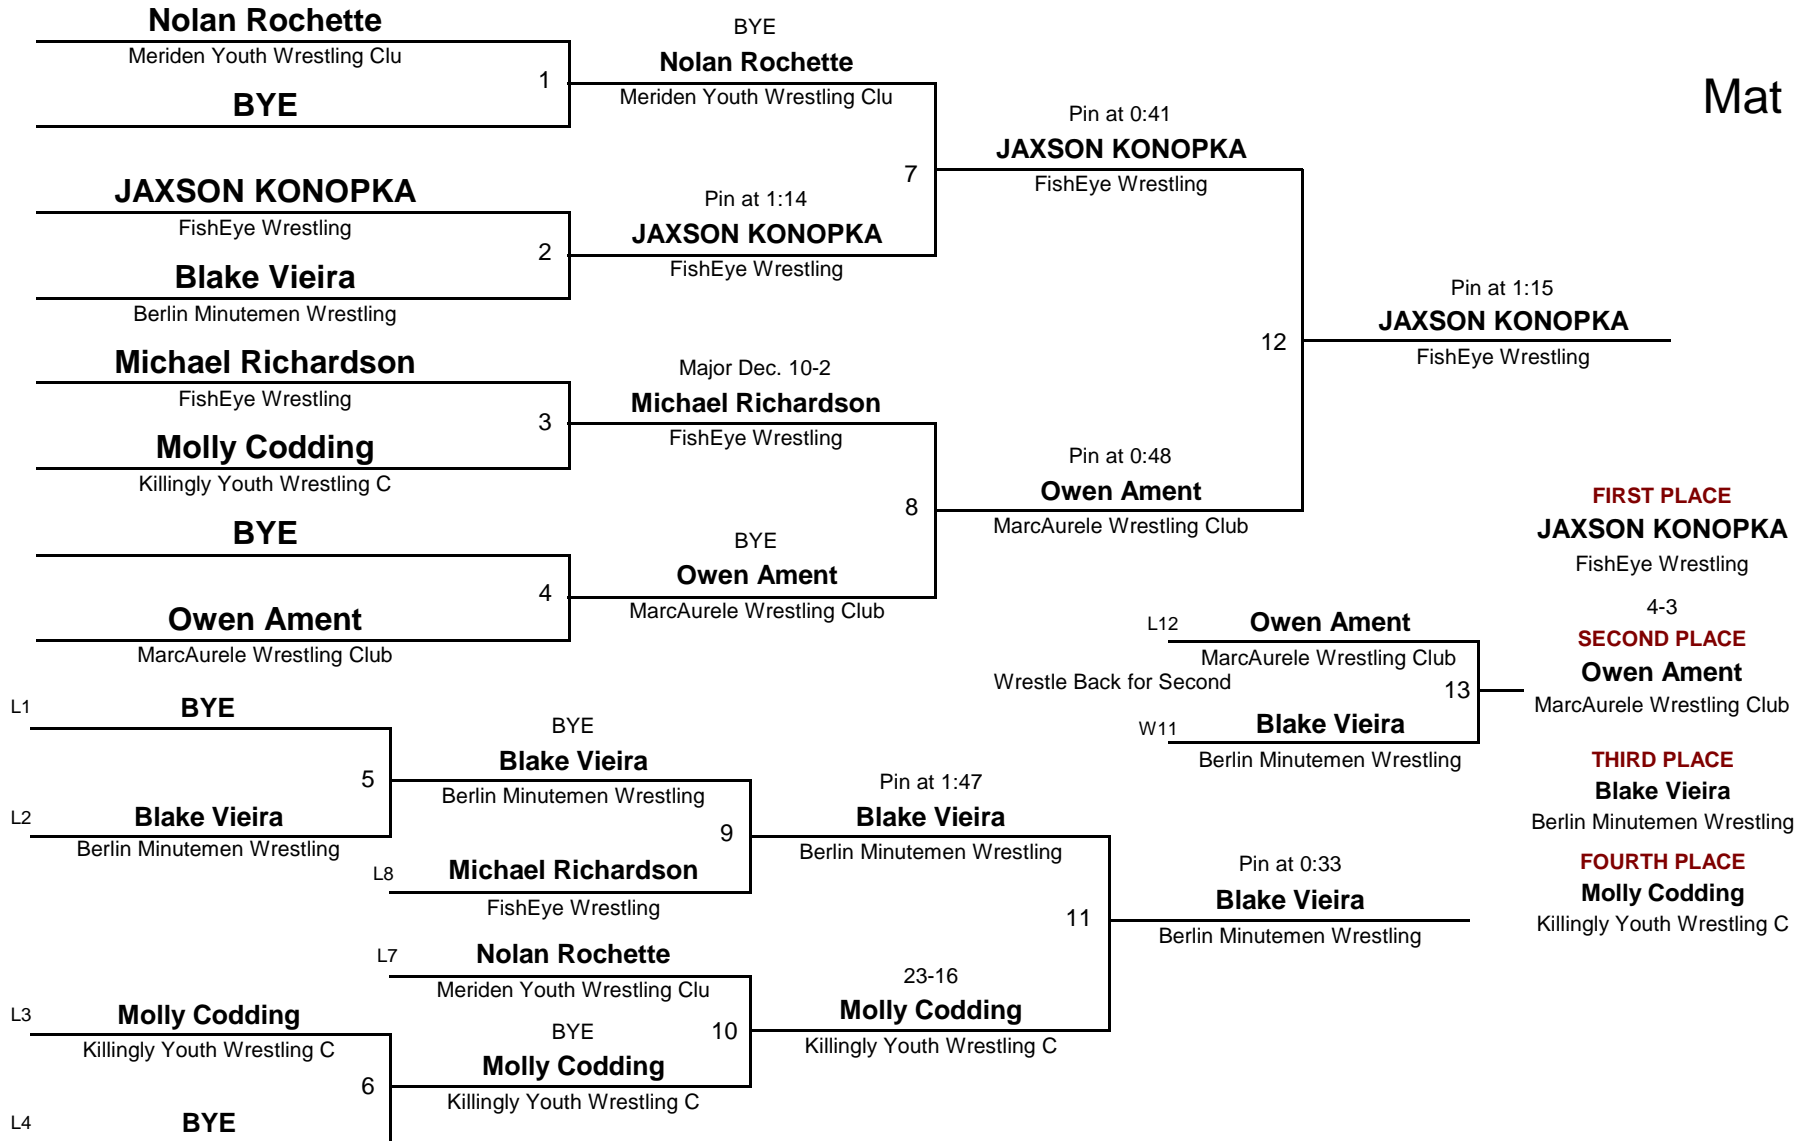 Nolan Rochette
Meriden Youth Wrestling Clu
1
BYE
BYE
Nolan Rochette
Meriden Youth Wrestling Clu
Mat
JAXSON KONOPKA
FishEye Wrestling
2
Blake Vieira
Berlin Minutemen Wrestling
Pin at 1:14
JAXSON KONOPKA
FishEye Wrestling
7
Pin at 0:41
JAXSON KONOPKA
FishEye Wrestling
Michael Richardson
FishEye Wrestling
3
Molly Codding
Killingly Youth Wrestling C
Major Dec. 10-2
Michael Richardson
FishEye Wrestling
12
Pin at 1:15
JAXSON KONOPKA
FishEye Wrestling
BYE
4
Owen Ament
MarcAurele Wrestling Club
BYE
Owen Ament
MarcAurele Wrestling Club
8
Pin at 0:48
Owen Ament
MarcAurele Wrestling Club
FIRST PLACE
JAXSON KONOPKA
FishEye Wrestling
4-3
SECOND PLACE
Owen Ament
MarcAurele Wrestling Club
THIRD PLACE
Blake Vieira
Berlin Minutemen Wrestling
FOURTH PLACE
Molly Codding
Killingly Youth Wrestling C
L12
Owen Ament
MarcAurele Wrestling Club
Wrestle Back for Second
13
W11
Blake Vieira
Berlin Minutemen Wrestling
L1
BYE
5
L2
Blake Vieira
Berlin Minutemen Wrestling
BYE
Blake Vieira
Berlin Minutemen Wrestling
9
L8
Michael Richardson
FishEye Wrestling
Pin at 1:47
Blake Vieira
Berlin Minutemen Wrestling
11
Pin at 0:33
Blake Vieira
Berlin Minutemen Wrestling
L7
Nolan Rochette
Meriden Youth Wrestling Clu
L3
Molly Codding
Killingly Youth Wrestling C
6
L4
BYE
BYE
10
Molly Codding
Killingly Youth Wrestling C
23-16
Molly Codding
Killingly Youth Wrestling C